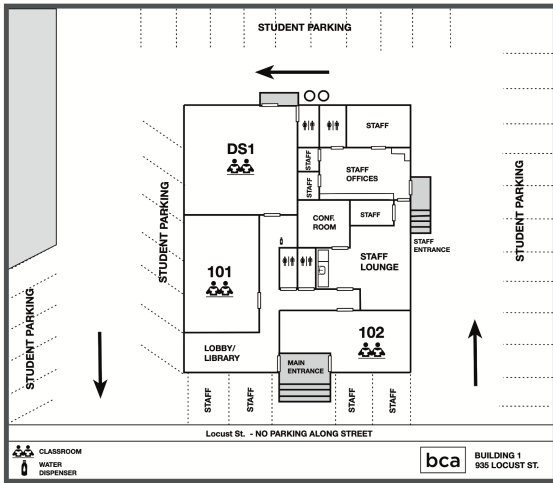 STUDENT PARKING
STUDENT PARKING
STUDENT PARKING
STUDENT PARKING
DS1
STAFF
STAFF
STAFF
STAFF
OFFICES
CONF.
ROOM
STAFF
STAFF
ENTRANCE
101
STAFF
LOUNGE
LOBBY/
LIBRARY
102
MAIN
ENTRANCE
STAFF
STAFF
STAFF
STAFF
Locust St. - NO PARKING ALONG STREET
CLASSROOM
WATER
DISPENSER
bca
BUILDING 1
935 LOCUST ST.